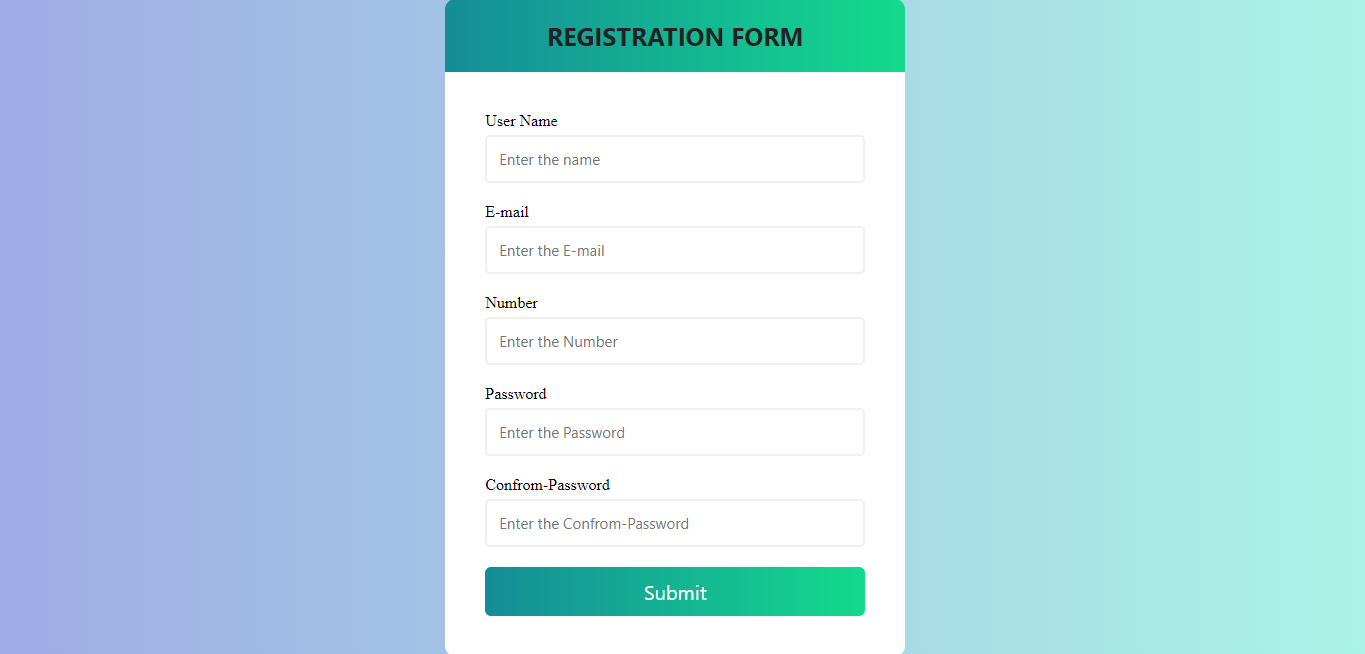 REGISTRATION FORM
User Name
Enter the name
E-mail
Enter the E-mail
Number
Enter the Number
Password
Enter the Password
Confrom-Password
Enter the Confrom-Password
Submit